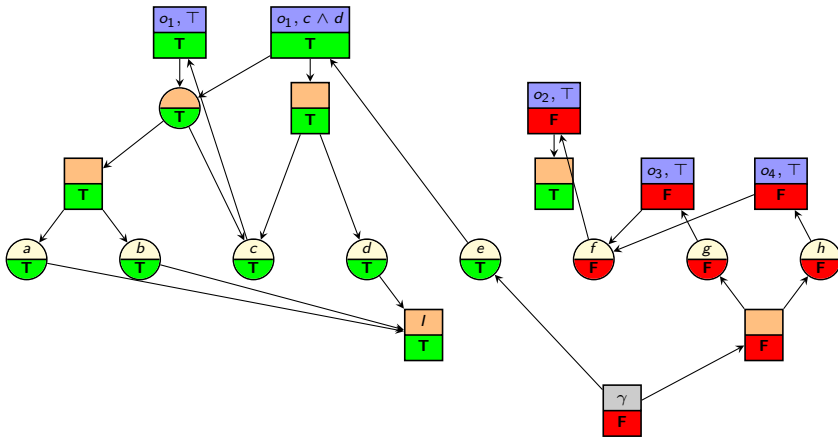 o₁, ⊤ o₁, c ∧ d
T T
o₂, ⊤
T T F
o₃, ⊤ o₄, ⊤
T T F F
a b c d e f g h
T T T T T F F F
I
T F
γ
F